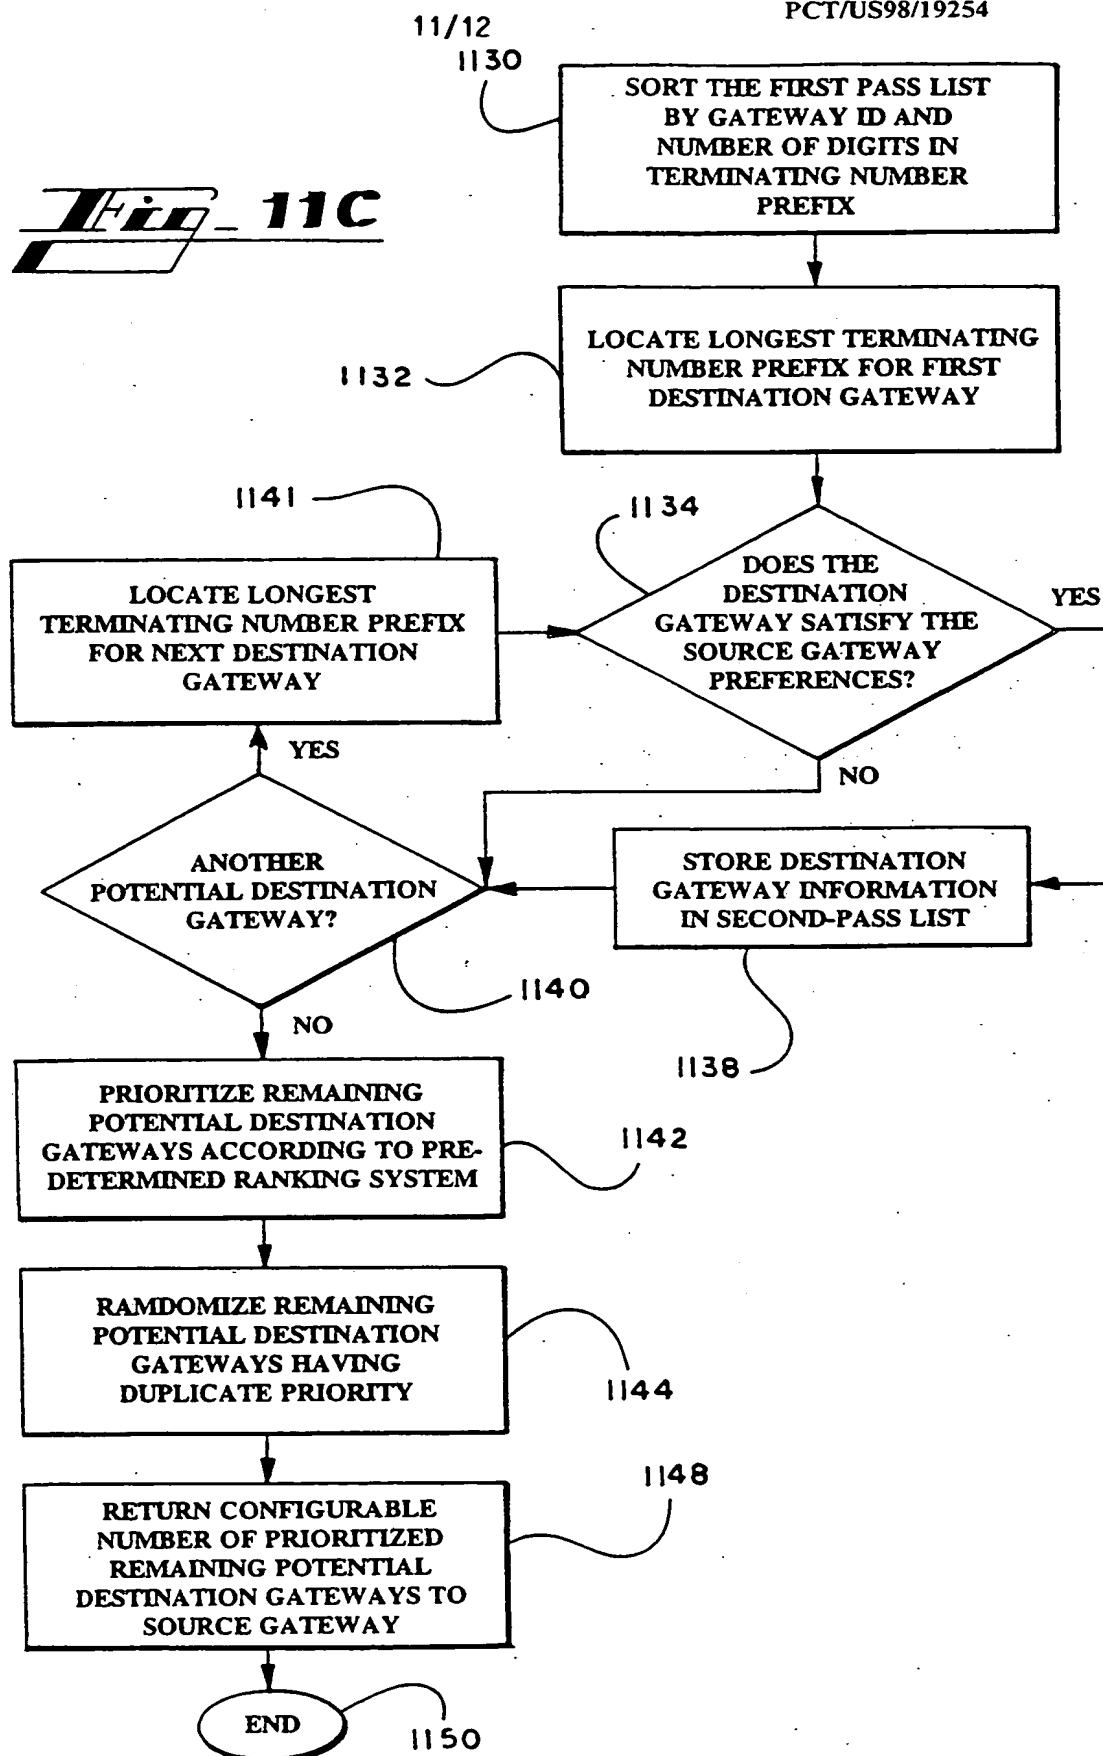 PCT/US98/19254
11/12
1130
SORT THE FIRST PASS LIST
BY GATEWAY ID AND
NUMBER OF DIGITS IN
TERMINATING NUMBER
PREFIX
Fig_ 11C
LOCATE LONGEST TERMINATING
NUMBER PREFIX FOR FIRST
DESTINATION GATEWAY
1132
1141
1134
LOCATE LONGEST
TERMINATING NUMBER PREFIX
FOR NEXT DESTINATION
GATEWAY
DOES THE
DESTINATION
GATEWAY SATISFY THE
SOURCE GATEWAY
PREFERENCES?
YES
YES
NO
ANOTHER
POTENTIAL DESTINATION
GATEWAY?
STORE DESTINATION
GATEWAY INFORMATION
IN SECOND-PASS LIST
1140
NO
1138
PRIORITIZE REMAINING
POTENTIAL DESTINATION
GATEWAYS ACCORDING TO PRE-
DETERMINED RANKING SYSTEM
1142
RAMDOMIZE REMAINING
POTENTIAL DESTINATION
GATEWAYS HAVING
DUPLICATE PRIORITY
1144
1148
RETURN CONFIGURABLE
NUMBER OF PRIORITIZED
REMAINING POTENTIAL
DESTINATION GATEWAYS TO
SOURCE GATEWAY
END
1150